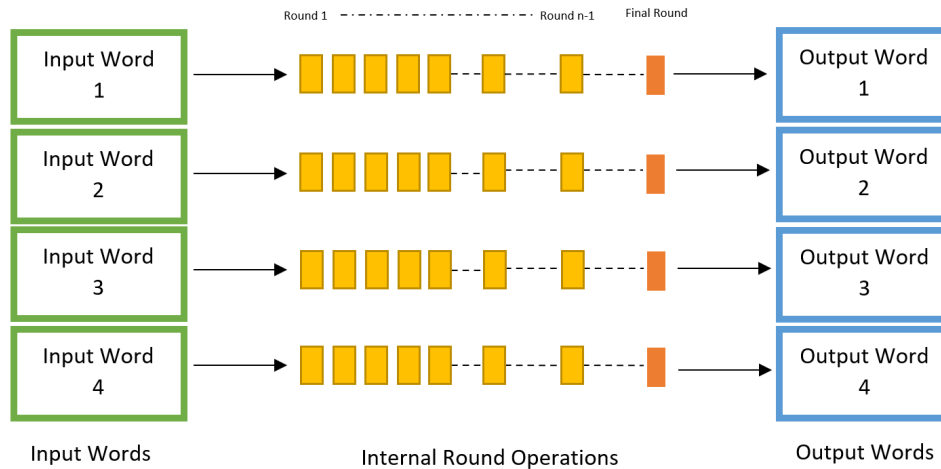 Round 1
Round n-1
Final Round
Input Word
1
Output Word
1
Input Word
2
Output Word
2
Input Word
3
Output Word
3
Input Word
4
Output Word
4
Input Words
Internal Round Operations
Output Words